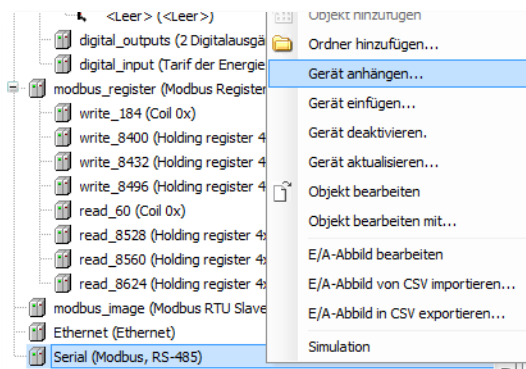 <Leer> (<Leer>)
digital_outputs (2 Digitalausgä
digital_input (Tarif der Energie
modbus_register (Modbus Register
write_184 (Coil 0x)
write_8400 (Holding register 4
write_8432 (Holding register 4
write_8496 (Holding register 4
read_60 (Coil 0x)
read_8528 (Holding register 4x
read_8560 (Holding register 4x
read_8624 (Holding register 4x
modbus_image (Modbus RTU Slave
Ethernet (Ethernet)
Serial (Modbus, RS-485)
Objekt hinzufügen
Ordner hinzufügen...
Gerät anhängen...
Gerät einfügen...
Gerät deaktivieren.
Gerät aktualisieren...
Objekt bearbeiten
Objekt bearbeiten mit...
E/A-Abbild bearbeiten
E/A-Abbild von CSV importieren...
E/A-Abbild in CSV exportieren...
Simulation